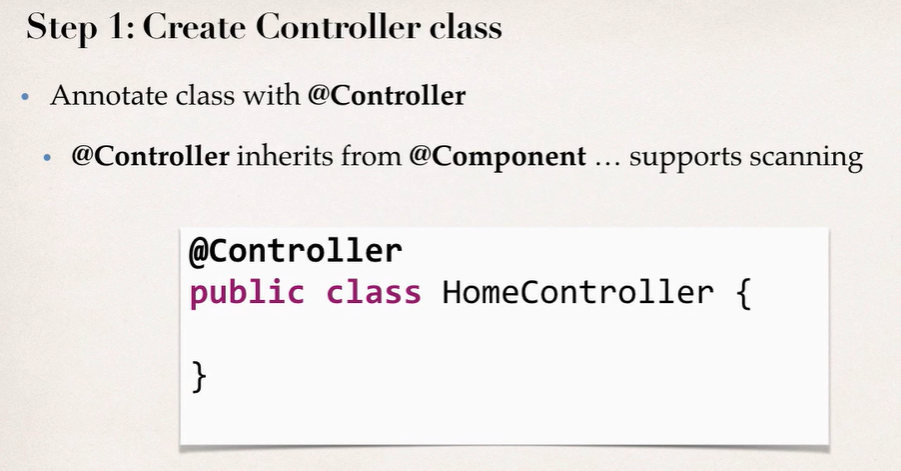 Step 1: Create Controller class
• Annotate class with @Controller
• @Controller inherits from @Component … supports scanning
@Controller
public class HomeController {
}